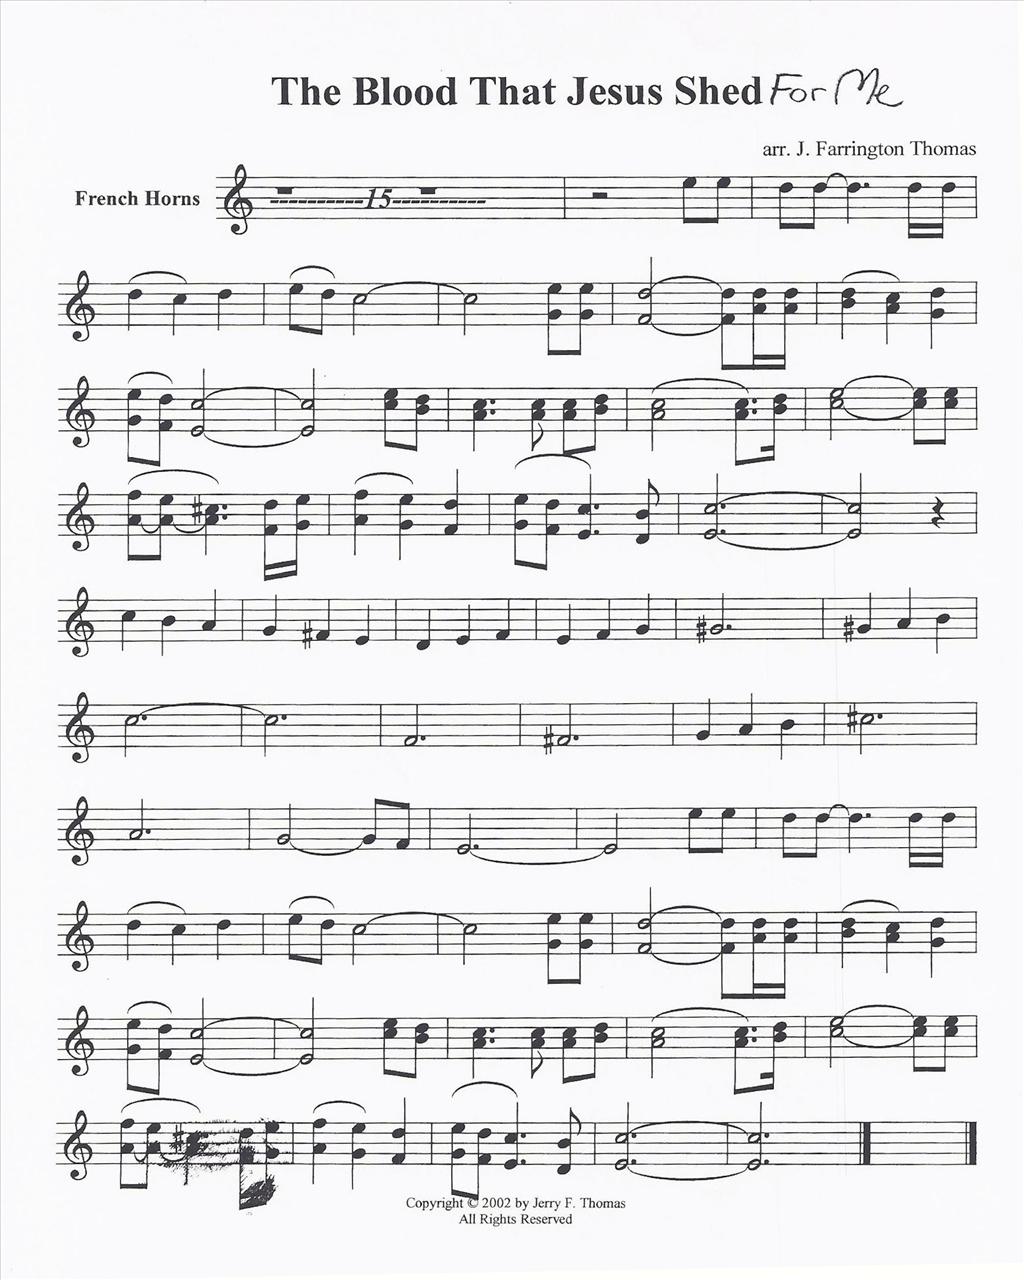 The Blood That Jesus Shed For Me
arr. J. Farrington Thomas
French Horns
15
Copyright © 2002 by Jerry F. Thomas
All Rights Reserved